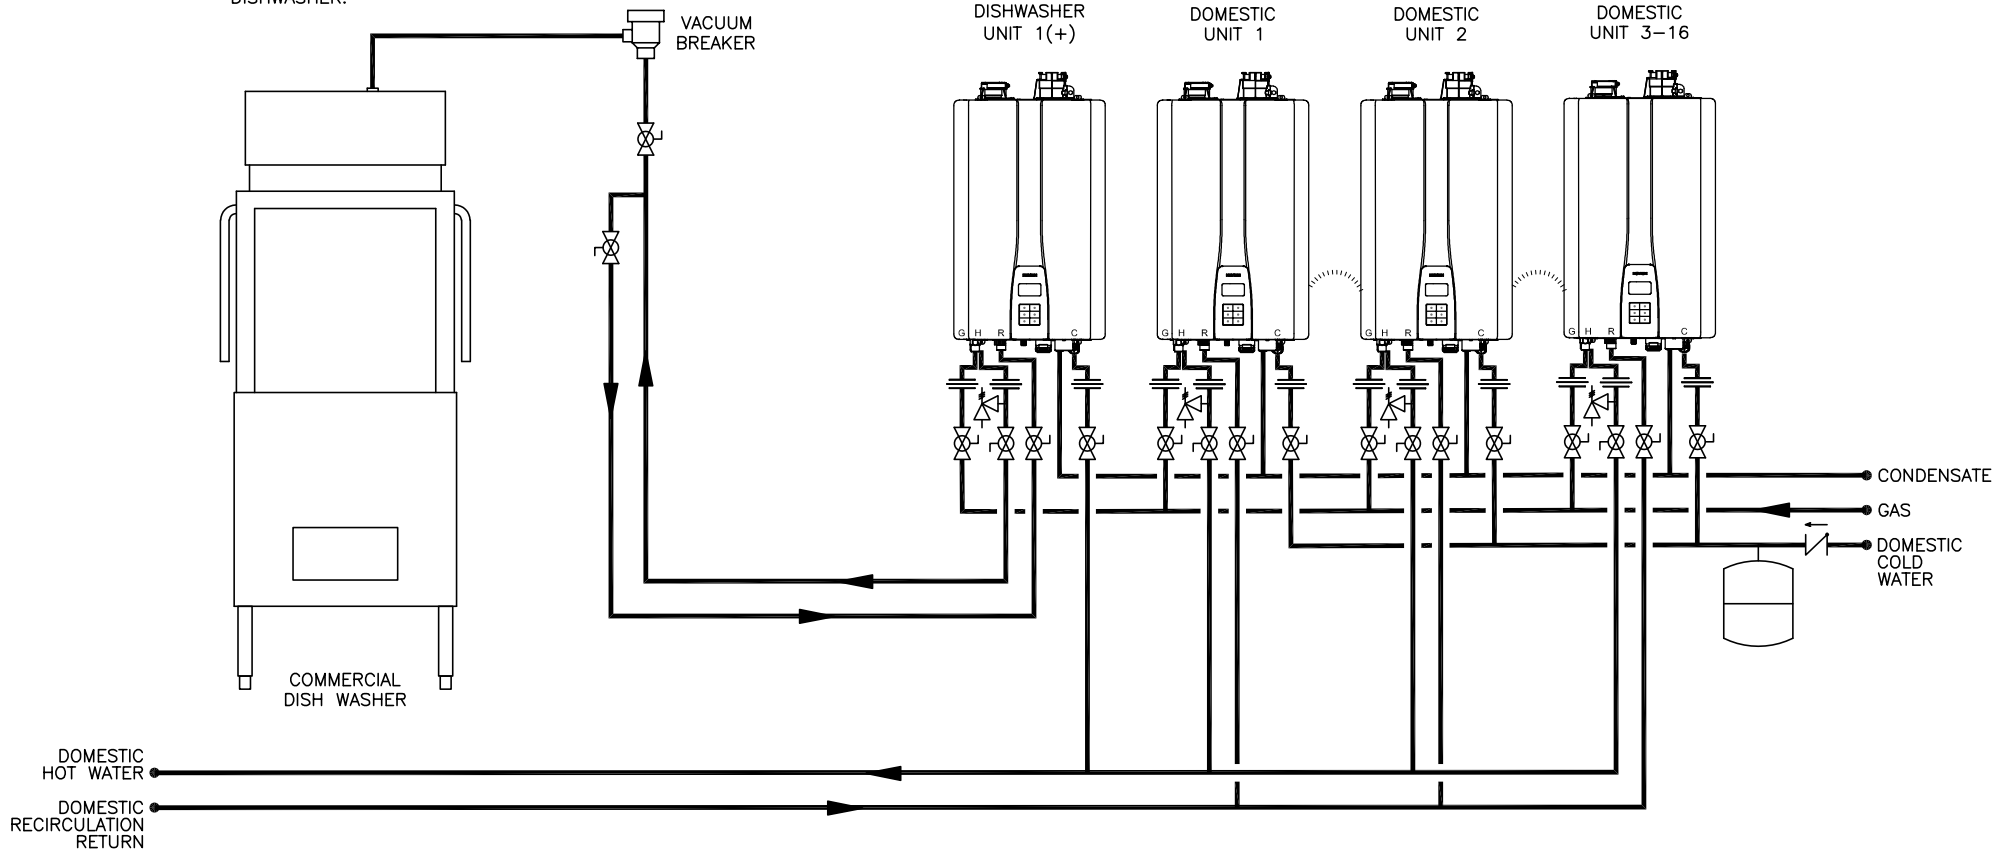 DISHWASHER.
VACUUM
BREAKER
DISHWASHER
UNIT 1(+)
DOMESTIC
UNIT 1
DOMESTIC
UNIT 2
DOMESTIC
UNIT 3-16
G H R C
G H R C
G H R C
G H R C
CONDENSATE
GAS
DOMESTIC
COLD
WATER
COMMERCIAL
DISH WASHER
DOMESTIC
HOT WATER
DOMESTIC
RECIRCULATION
RETURN